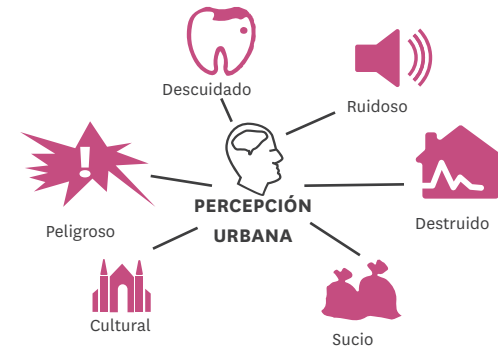 Descuidado
Ruidoso
PERCEPCIÓN
URBANA
Peligroso
Destruido
Cultural
Sucio